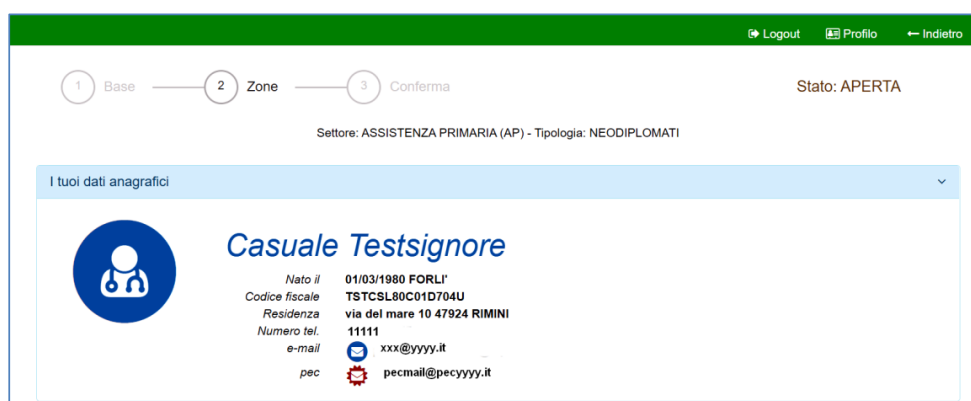 Logout Profilo Indietro
1 Base 2 Zone 3 Conferma Stato: APERTA
Settore: ASSISTENZA PRIMARIA (AP) - Tipologia: NEODIPLOMATI
I tuoi dati anagrafici
Casuale Testsignore
Nato il 01/03/1980 FORLI'
Codice fiscale TSTCSL80C01D704U
Residenza via del mare 10 47924 RIMINI
Numero tel. 11111
e-mail xxx@yyyy.it
pec pecmail@pecyyyy.it